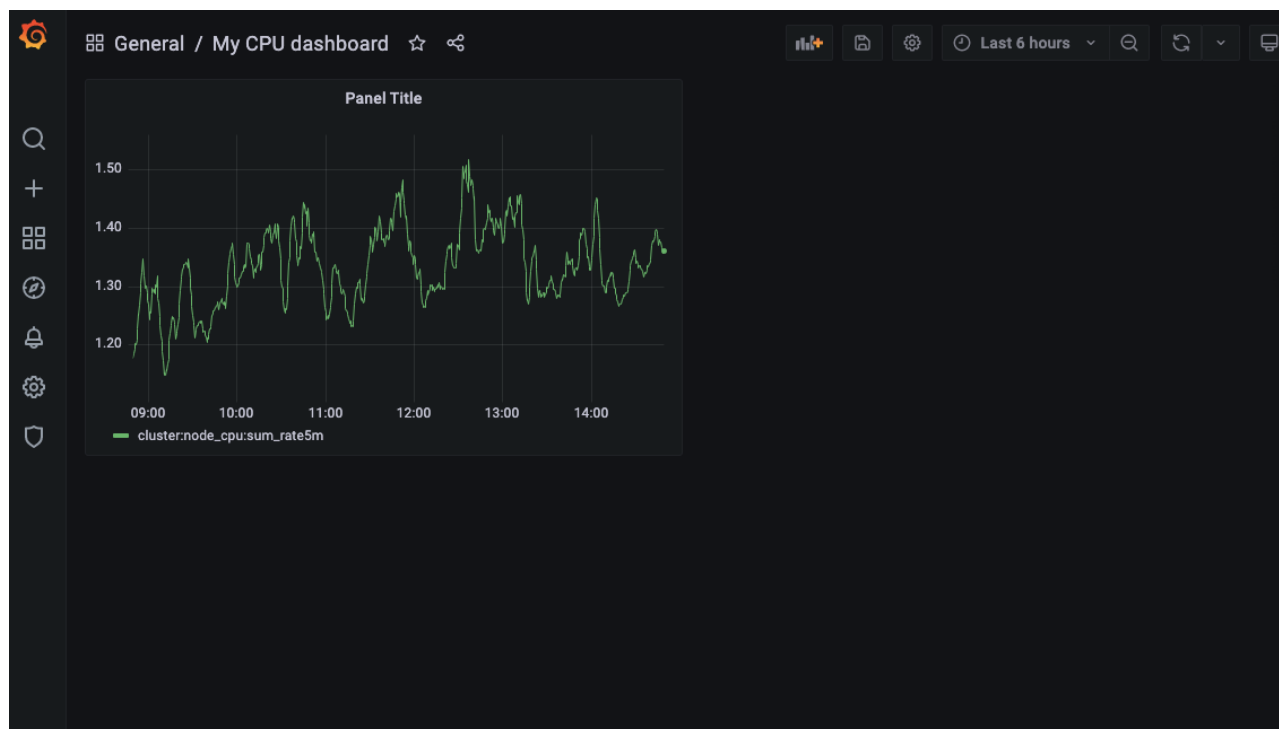 General / My CPU dashboard
Last 6 hours
Panel Title
1.50
1.40
1.30
1.20
09:00 10:00 11:00 12:00 13:00 14:00
cluster:node_cpu:sum_rate5m